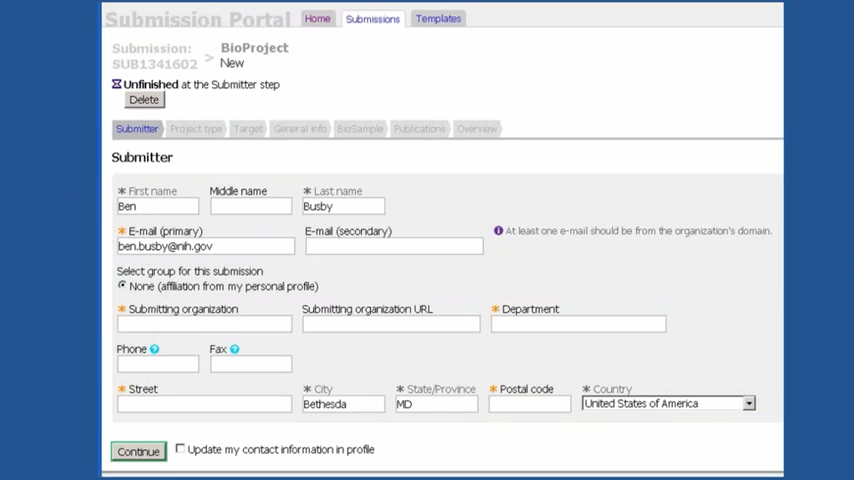 Submission Portal Home Submissions Templates
Submission: SUB1341602 > BioProject New
Unfinished at the Submitter step
Delete
Submitter Project type Target General info BioSample Publications Overview
Submitter
* First name Middle name * Last name
Ben Busby
* E-mail (primary) E-mail (secondary) At least one e-mail should be from the organization's domain.
ben.busby@nih.gov
Select group for this submission
None (affiliation from my personal profile)
* Submitting organization Submitting organization URL * Department
Phone ? Fax ?
* Street * City * State/Province * Postal code * Country
Bethesda MD United States of America
Continue Update my contact information in profile